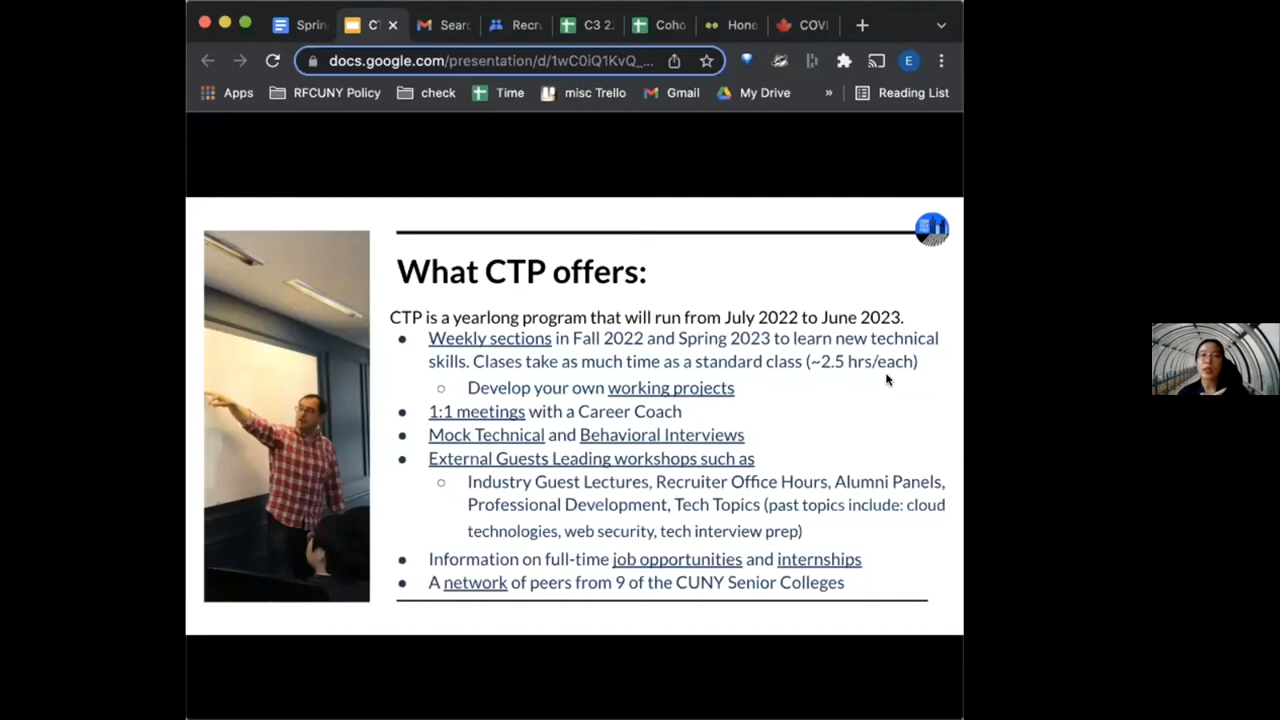 Sprin
CT
Searc
Recru
C3 22
Coho
Hone
COVI
docs.google.com/presentation/d/1wC0iQ1KvQ_...
E
Apps
RFCUNY Policy
check
Time
misc Trello
Gmail
My Drive
»
Reading List
What CTP offers:
CTP is a yearlong program that will run from July 2022 to June 2023.
● Weekly sections in Fall 2022 and Spring 2023 to learn new technical
skills. Clases take as much time as a standard class (~2.5 hrs/each)
○ Develop your own working projects
● 1:1 meetings with a Career Coach
● Mock Technical and Behavioral Interviews
● External Guests Leading workshops such as
○ Industry Guest Lectures, Recruiter Office Hours, Alumni Panels,
Professional Development, Tech Topics (past topics include: cloud
technologies, web security, tech interview prep)
● Information on full-time job opportunities and internships
● A network of peers from 9 of the CUNY Senior Colleges